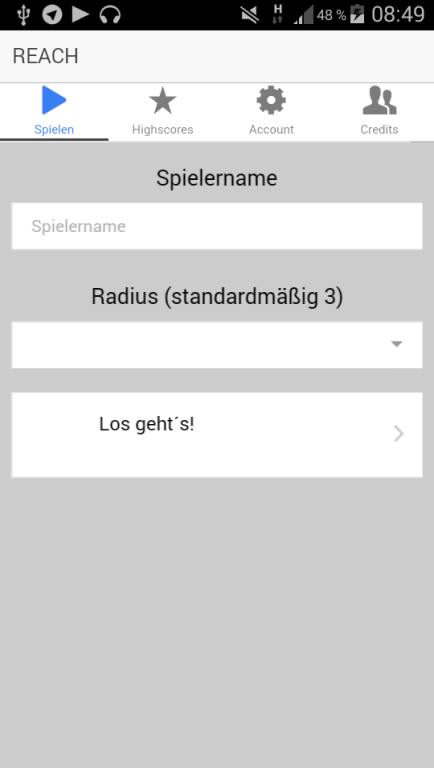 H
48 %
08:49
REACH
Spielen
Highscores
Account
Credits
Spielername
Spielername
Radius (standardmäßig 3)
Los geht´s!